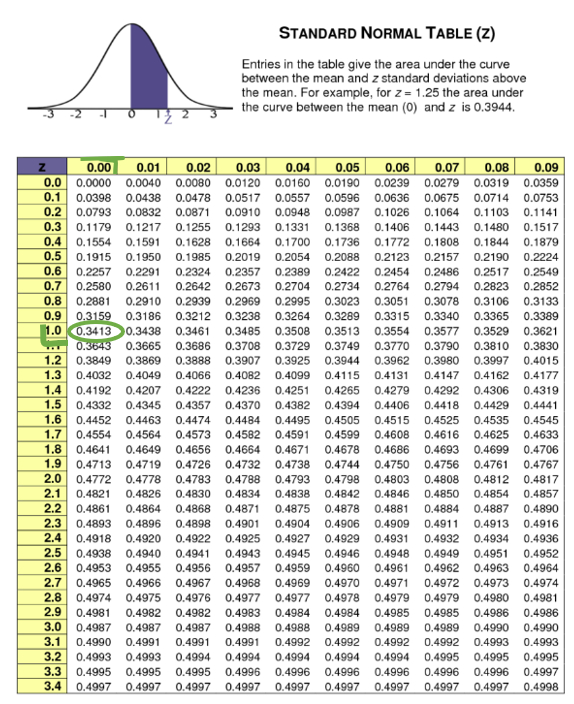 STANDARD NORMAL TABLE (Z)
Entries in the table give the area under the curve
between the mean and z standard deviations above
the mean. For example, for z = 1.25 the area under
the curve between the mean (0) and z is 0.3944.
-3 -2 -1 0 1 z 2 3
z 0.00 0.01 0.02 0.03 0.04 0.05 0.06 0.07 0.08 0.09
0.0 0.0000 0.0040 0.0080 0.0120 0.0160 0.0190 0.0239 0.0279 0.0319 0.0359
0.1 0.0398 0.0438 0.0478 0.0517 0.0557 0.0596 0.0636 0.0675 0.0714 0.0753
0.2 0.0793 0.0832 0.0871 0.0910 0.0948 0.0987 0.1026 0.1064 0.1103 0.1141
0.3 0.1179 0.1217 0.1255 0.1293 0.1331 0.1368 0.1406 0.1443 0.1480 0.1517
0.4 0.1554 0.1591 0.1628 0.1664 0.1700 0.1736 0.1772 0.1808 0.1844 0.1879
0.5 0.1915 0.1950 0.1985 0.2019 0.2054 0.2088 0.2123 0.2157 0.2190 0.2224
0.6 0.2257 0.2291 0.2324 0.2357 0.2389 0.2422 0.2454 0.2486 0.2517 0.2549
0.7 0.2580 0.2611 0.2642 0.2673 0.2704 0.2734 0.2764 0.2794 0.2823 0.2852
0.8 0.2881 0.2910 0.2939 0.2969 0.2995 0.3023 0.3051 0.3078 0.3106 0.3133
0.9 0.3159 0.3186 0.3212 0.3238 0.3264 0.3289 0.3315 0.3340 0.3365 0.3389
1.0 0.3413 0.3438 0.3461 0.3485 0.3508 0.3513 0.3554 0.3577 0.3529 0.3621
1.1 0.3643 0.3665 0.3686 0.3708 0.3729 0.3749 0.3770 0.3790 0.3810 0.3830
1.2 0.3849 0.3869 0.3888 0.3907 0.3925 0.3944 0.3962 0.3980 0.3997 0.4015
1.3 0.4032 0.4049 0.4066 0.4082 0.4099 0.4115 0.4131 0.4147 0.4162 0.4177
1.4 0.4192 0.4207 0.4222 0.4236 0.4251 0.4265 0.4279 0.4292 0.4306 0.4319
1.5 0.4332 0.4345 0.4357 0.4370 0.4382 0.4394 0.4406 0.4418 0.4429 0.4441
1.6 0.4452 0.4463 0.4474 0.4484 0.4495 0.4505 0.4515 0.4525 0.4535 0.4545
1.7 0.4554 0.4564 0.4573 0.4582 0.4591 0.4599 0.4608 0.4616 0.4625 0.4633
1.8 0.4641 0.4649 0.4656 0.4664 0.4671 0.4678 0.4686 0.4693 0.4699 0.4706
1.9 0.4713 0.4719 0.4726 0.4732 0.4738 0.4744 0.4750 0.4756 0.4761 0.4767
2.0 0.4772 0.4778 0.4783 0.4788 0.4793 0.4798 0.4803 0.4808 0.4812 0.4817
2.1 0.4821 0.4826 0.4830 0.4834 0.4838 0.4842 0.4846 0.4850 0.4854 0.4857
2.2 0.4861 0.4864 0.4868 0.4871 0.4875 0.4878 0.4881 0.4884 0.4887 0.4890
2.3 0.4893 0.4896 0.4898 0.4901 0.4904 0.4906 0.4909 0.4911 0.4913 0.4916
2.4 0.4918 0.4920 0.4922 0.4925 0.4927 0.4929 0.4931 0.4932 0.4934 0.4936
2.5 0.4938 0.4940 0.4941 0.4943 0.4945 0.4946 0.4948 0.4949 0.4951 0.4952
2.6 0.4953 0.4955 0.4956 0.4957 0.4959 0.4960 0.4961 0.4962 0.4963 0.4964
2.7 0.4965 0.4966 0.4967 0.4968 0.4969 0.4970 0.4971 0.4972 0.4973 0.4974
2.8 0.4974 0.4975 0.4976 0.4977 0.4977 0.4978 0.4979 0.4979 0.4980 0.4981
2.9 0.4981 0.4982 0.4982 0.4983 0.4984 0.4984 0.4985 0.4985 0.4986 0.4986
3.0 0.4987 0.4987 0.4987 0.4988 0.4988 0.4989 0.4989 0.4989 0.4990 0.4990
3.1 0.4990 0.4991 0.4991 0.4991 0.4992 0.4992 0.4992 0.4992 0.4993 0.4993
3.2 0.4993 0.4993 0.4994 0.4994 0.4994 0.4994 0.4994 0.4995 0.4995 0.4995
3.3 0.4995 0.4995 0.4995 0.4996 0.4996 0.4996 0.4996 0.4996 0.4996 0.4997
3.4 0.4997 0.4997 0.4997 0.4997 0.4997 0.4997 0.4997 0.4997 0.4997 0.4998